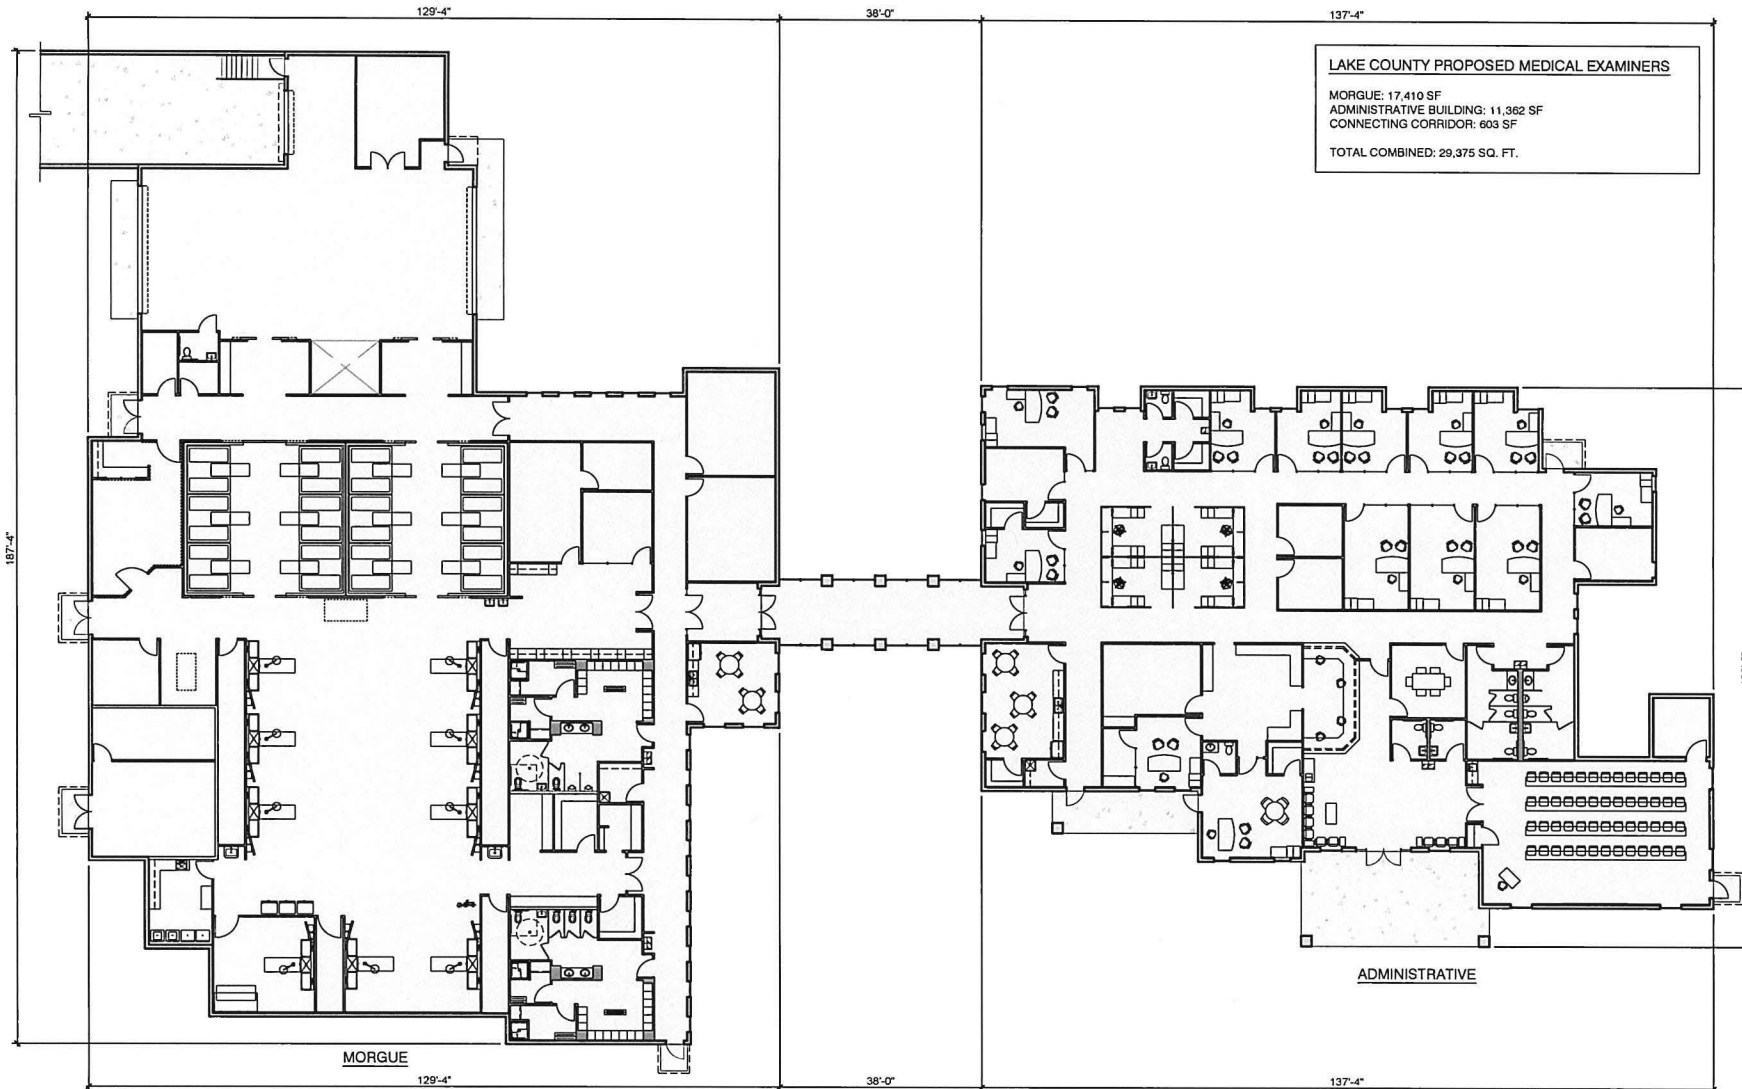 129'-4"
38'-0"
137'-4"
LAKE COUNTY PROPOSED MEDICAL EXAMINERS
MORGUE: 17,410 SF
ADMINISTRATIVE BUILDING: 11,362 SF
CONNECTING CORRIDOR: 603 SF
TOTAL COMBINED: 29,375 SQ. FT.
187'-4"
ADMINISTRATIVE
MORGUE
129'-4"
38'-0"
137'-4"